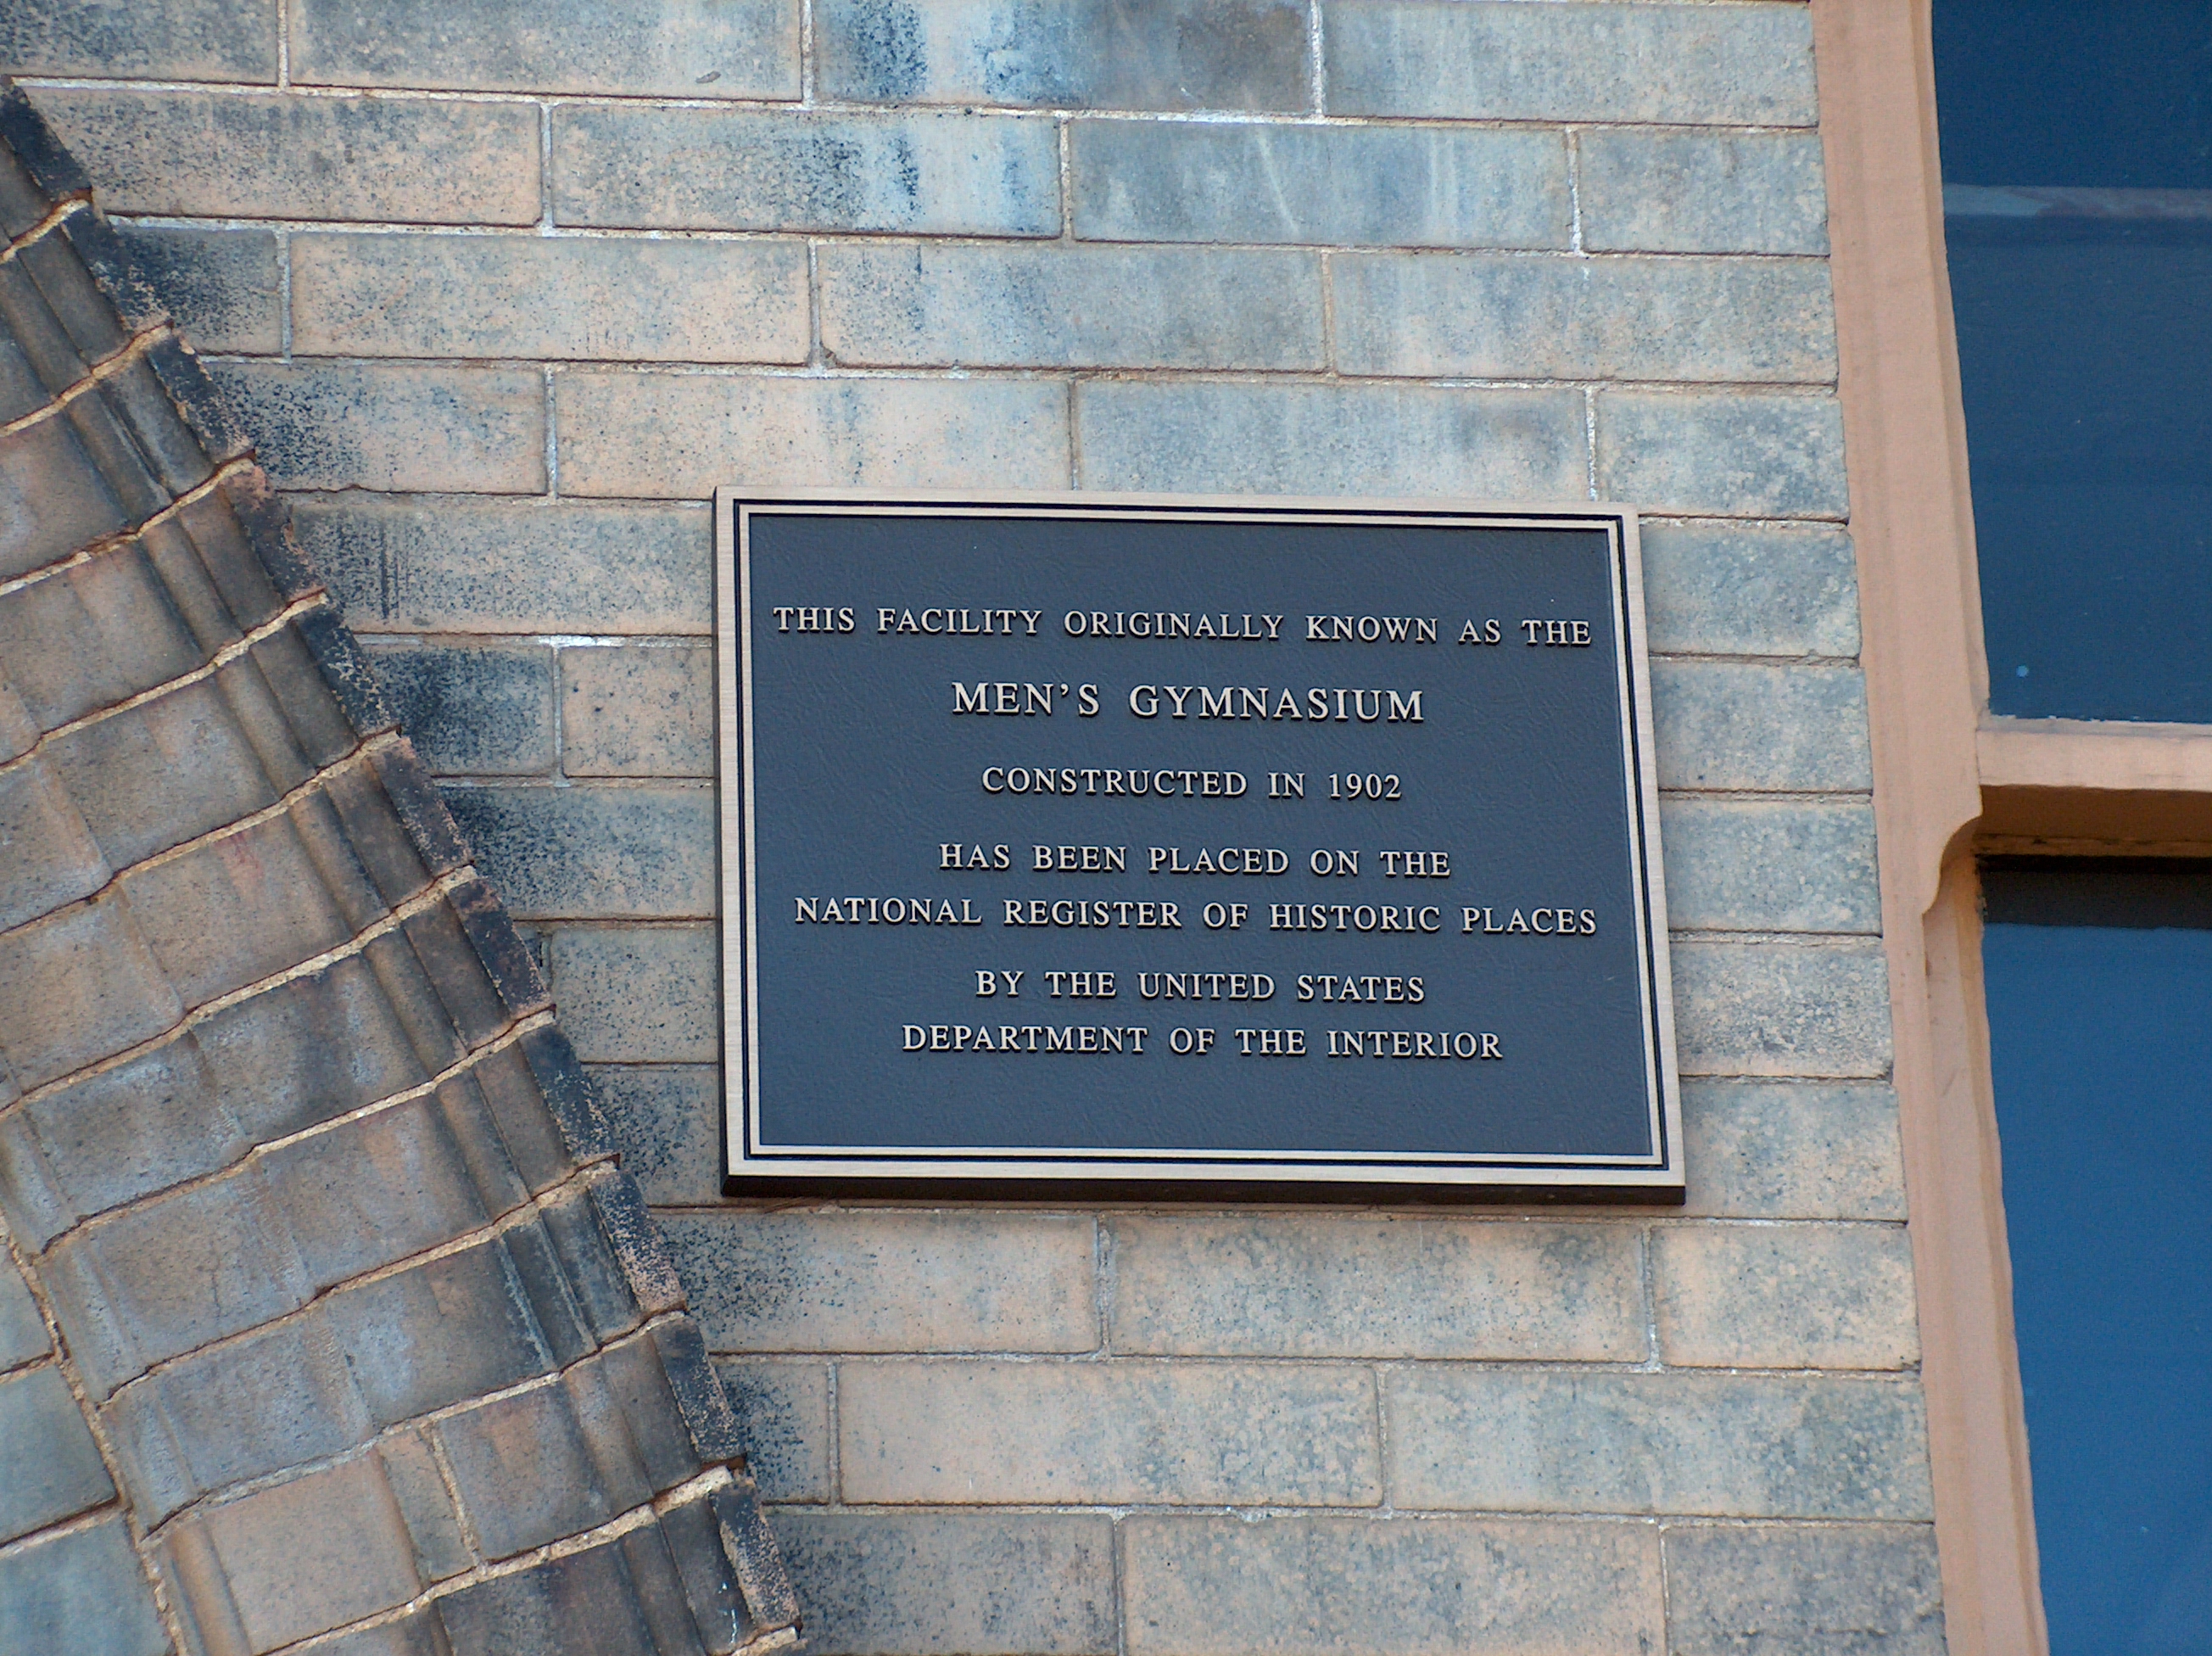 THIS FACILITY ORIGINALLY KNOWN AS THE
MEN'S GYMNASIUM
CONSTRUCTED IN 1902
HAS BEEN PLACED ON THE
NATIONAL REGISTER OF HISTORIC PLACES
BY THE UNITED STATES
DEPARTMENT OF THE INTERIOR